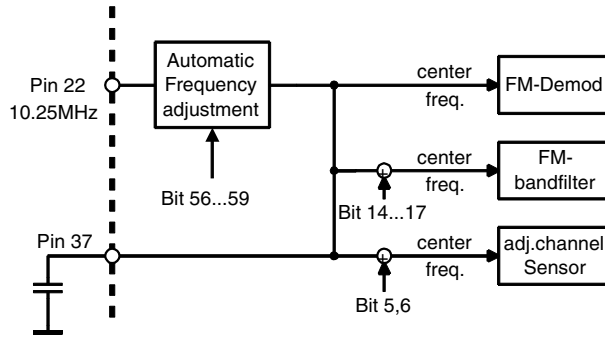 Pin 22
10.25MHz
Automatic
Frequency
adjustment
Bit 56...59
center
freq.
FM-Demod
center
freq.
FM-
bandfilter
Bit 14...17
Pin 37
center
freq.
adj.channel
Sensor
Bit 5,6